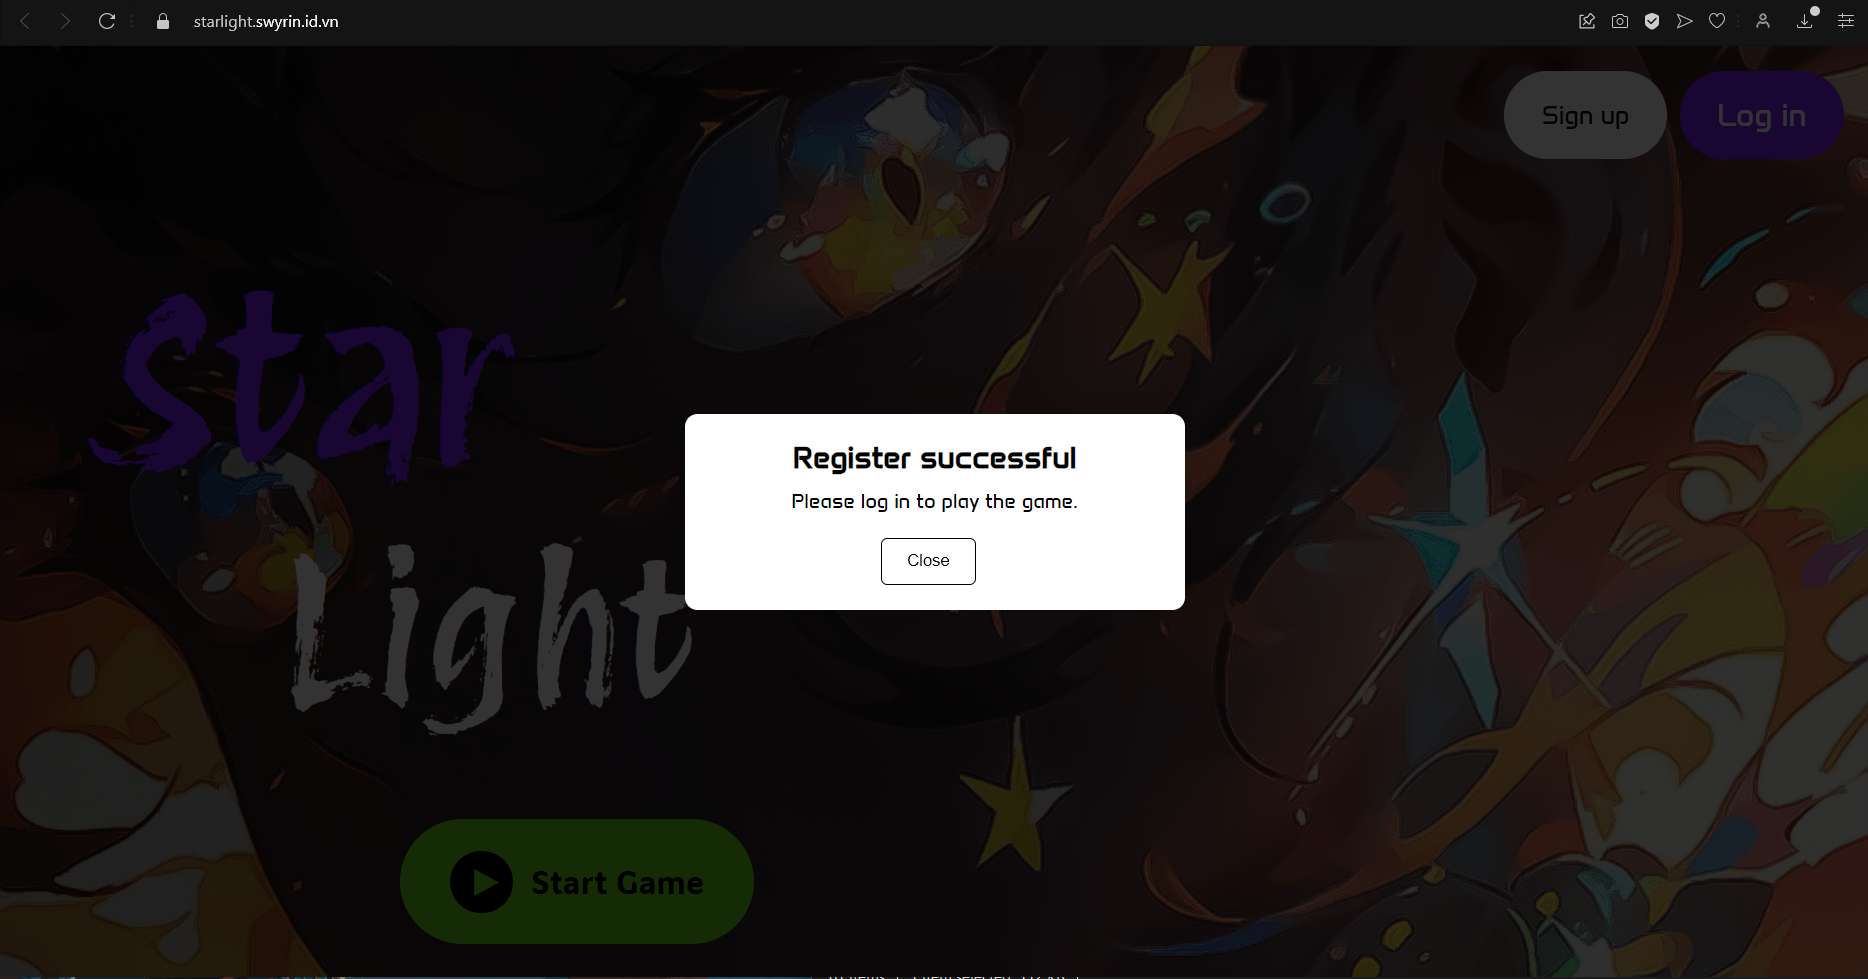 starlight.swyrin.id.vn
Sign up
Log in
Star
Light
Register successful
Please log in to play the game.
Close
Start Game